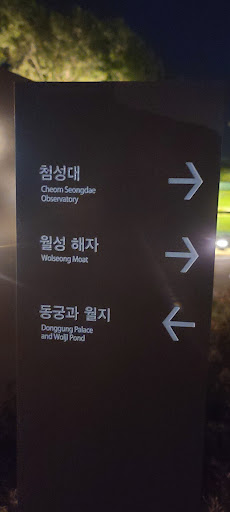 첨성대
Cheom Seongdae
Observatory
월성 해자
Wolseong Moat
동궁과 월지
Donggung Palace
and Wolji Pond